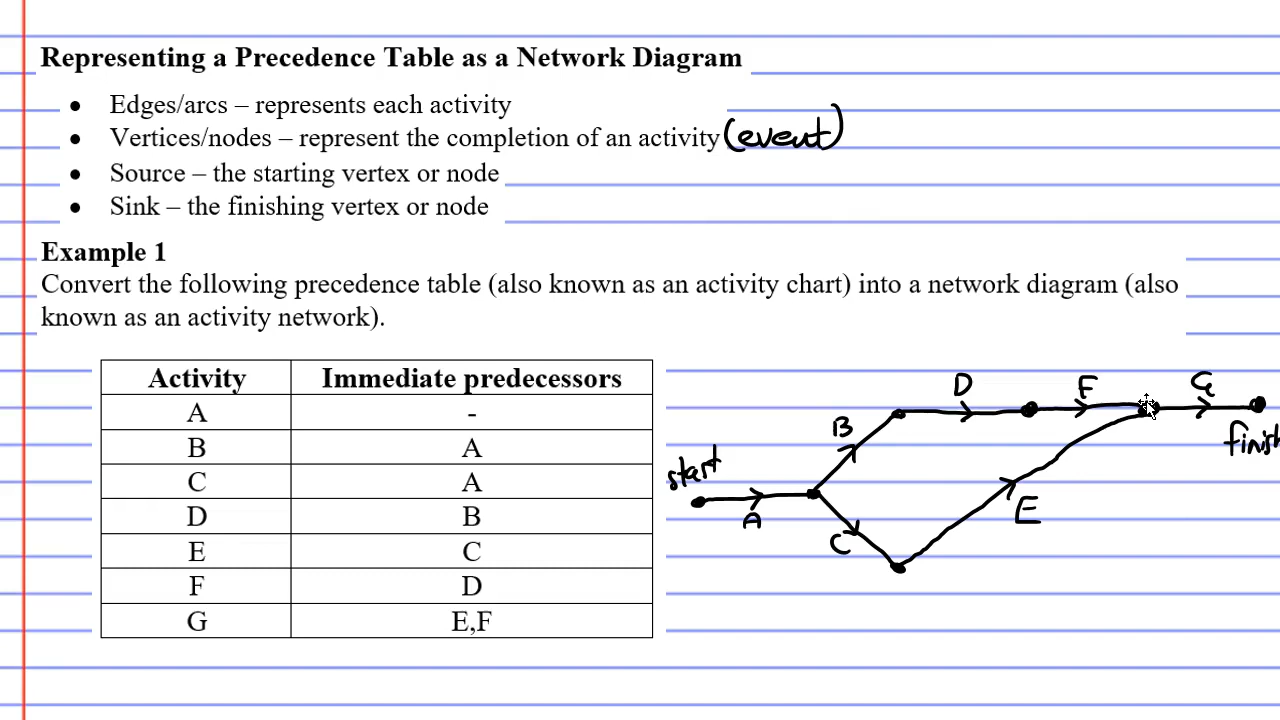 Representing a Precedence Table as a Network Diagram
• Edges/arcs – represents each activity
• Vertices/nodes – represent the completion of an activity (event)
• Source – the starting vertex or node
• Sink – the finishing vertex or node
Example 1
Convert the following precedence table (also known as an activity chart) into a network diagram (also
known as an activity network).
Activity Immediate predecessors
A -
B A
C A
D B
E C
F D
G E,F
D F G
B
finish
start
E
A
C